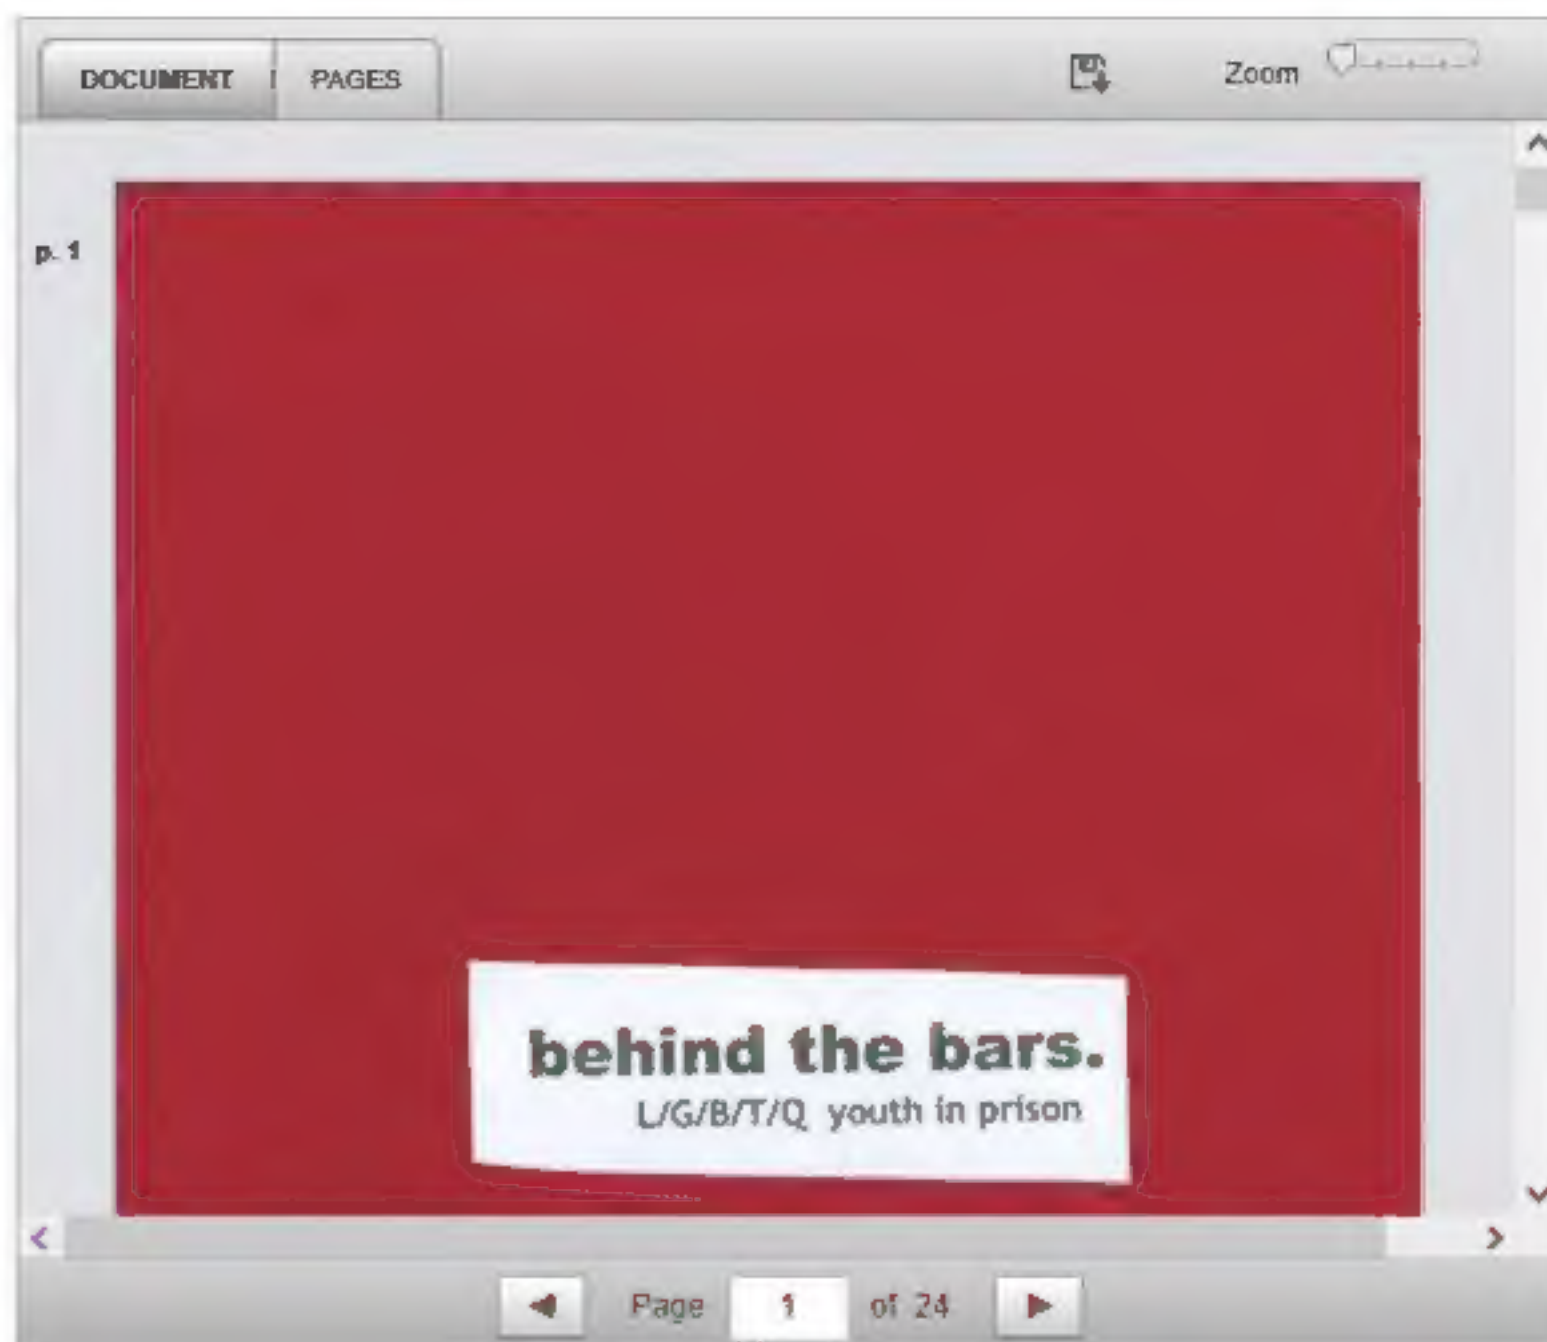 DOCUMENT
PAGES
Zoom
p. 1
behind the bars.
L/G/B/T/Q youth in prison
Page 1 of 24